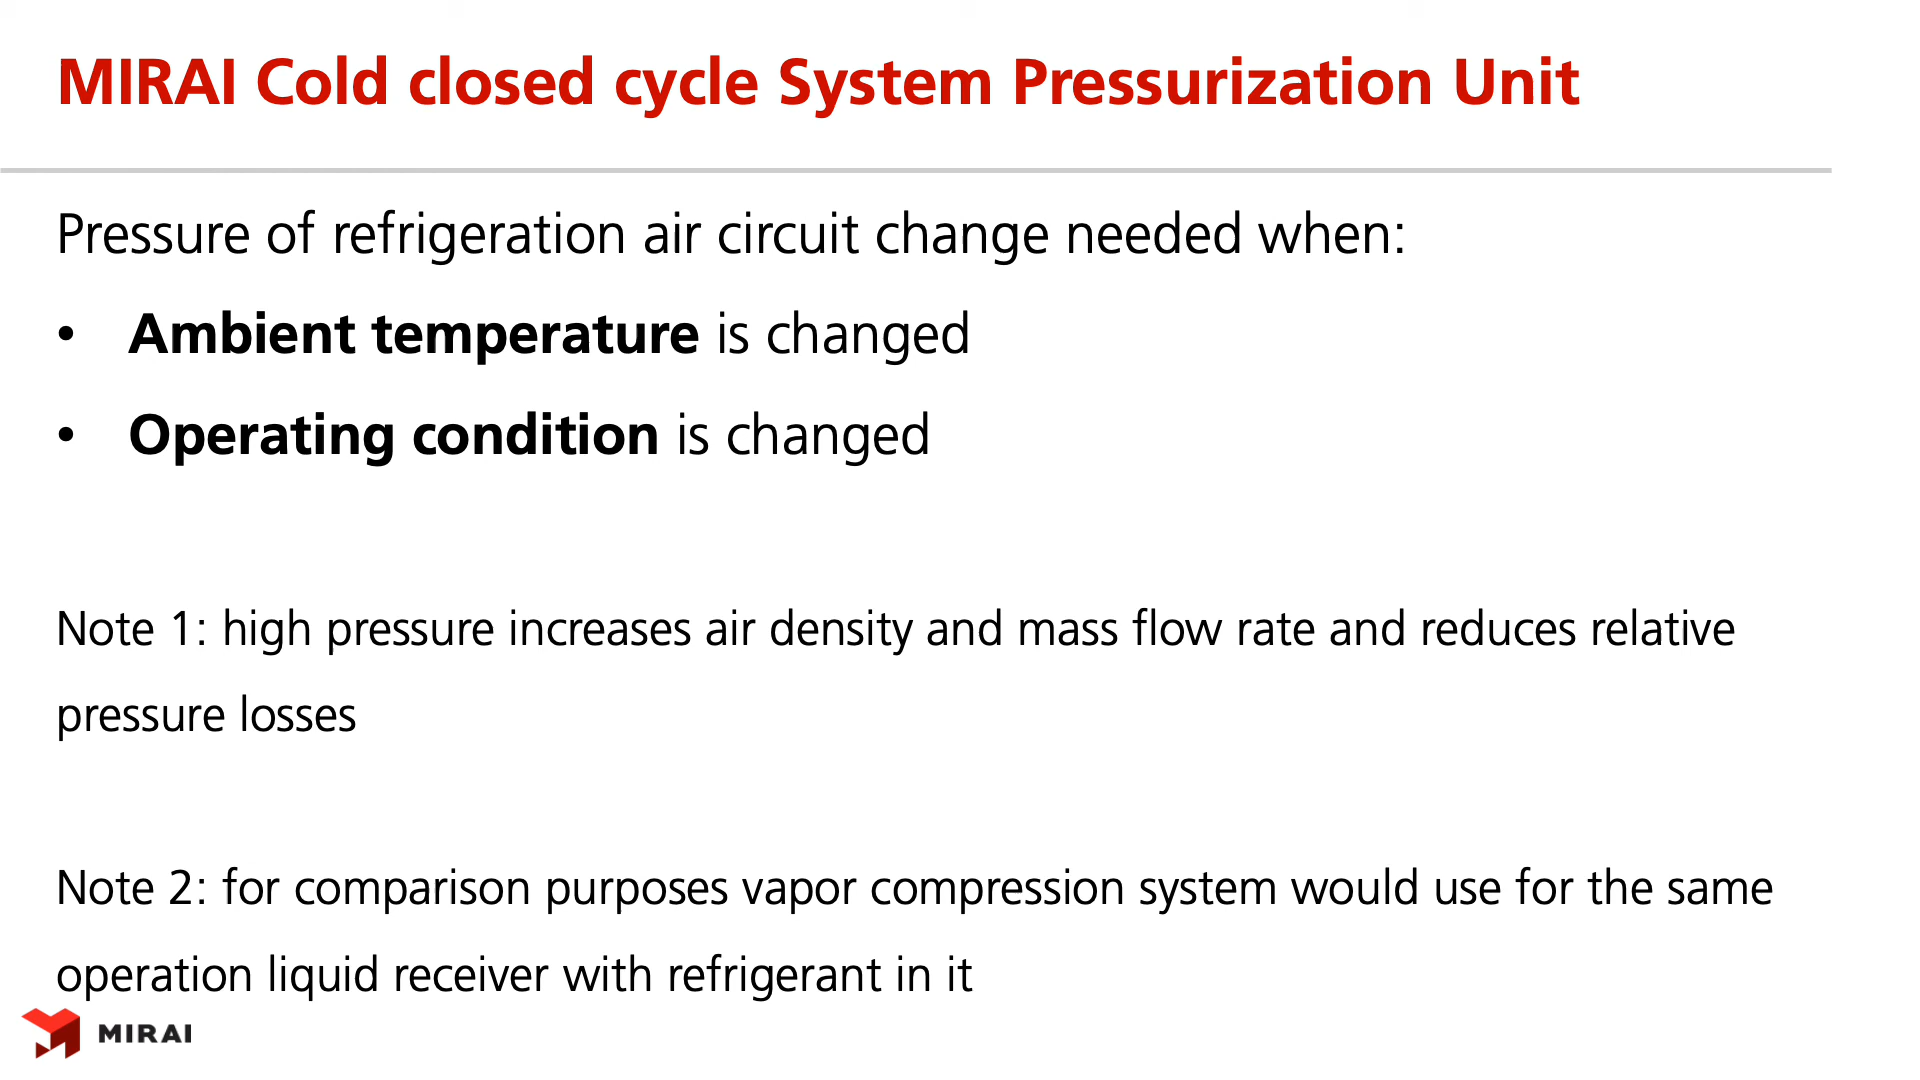 MIRAI Cold closed cycle System Pressurization Unit
Pressure of refrigeration air circuit change needed when:
• Ambient temperature is changed
• Operating condition is changed
Note 1: high pressure increases air density and mass flow rate and reduces relative
pressure losses
Note 2: for comparison purposes vapor compression system would use for the same
operation liquid receiver with refrigerant in it
MIRAI